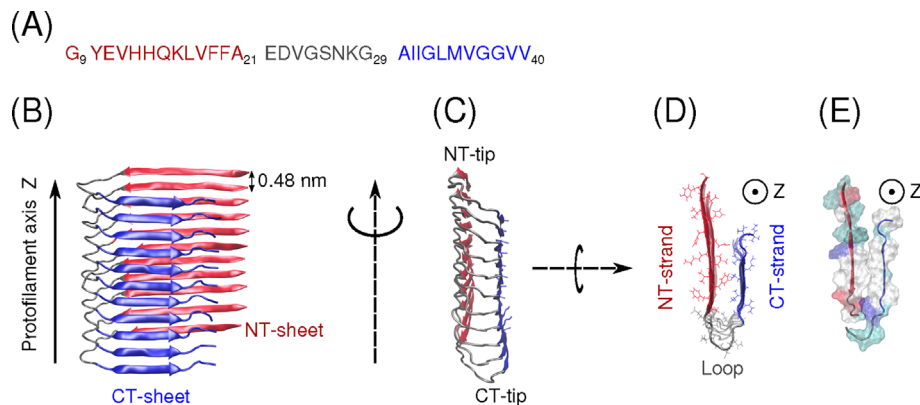 (A)
G9 YEVHHQKLVFFA21 EDVGSNKG29 AIIGLMVGGVV40
(B)
(C)
(D)
(E)
Protofilament axis Z
0.48 nm
NT-sheet
CT-sheet
NT-tip
CT-tip
Z
NT-strand
CT-strand
Loop
Z